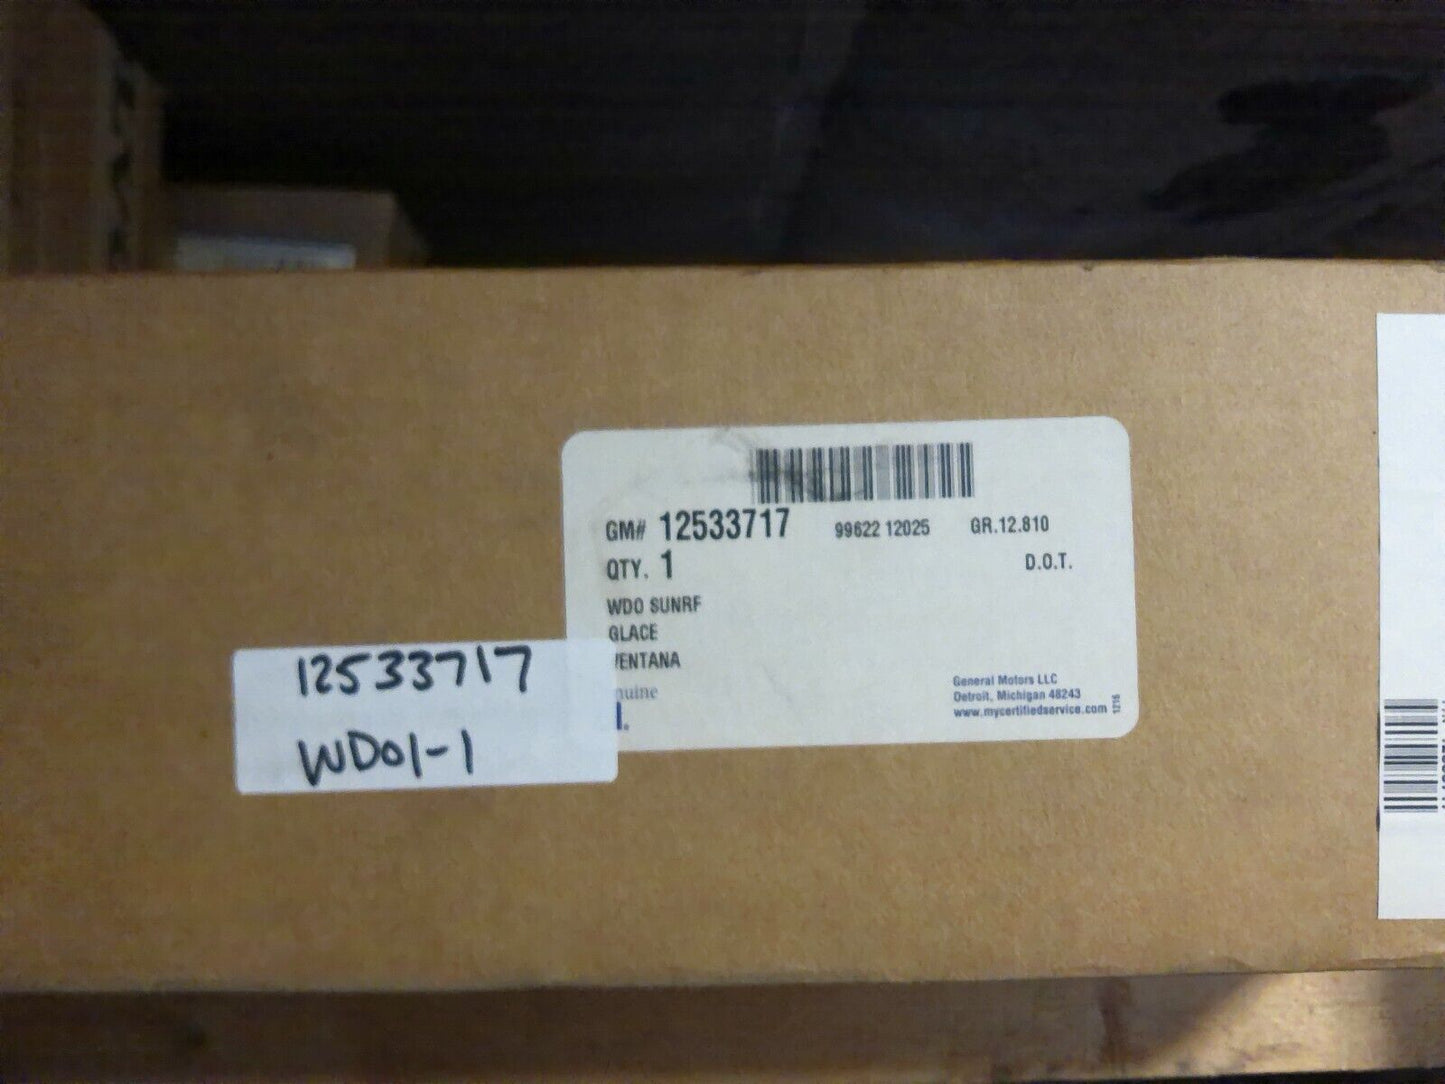 GM# 12533717 99622 12025 GR.12.810
QTY. 1 D.O.T.
WDO SUNRF
GLACE
VENTANA
General Motors LLC
Detroit, Michigan 48243
www.mycertifiedservice.com
1216
12533717
WD01-1